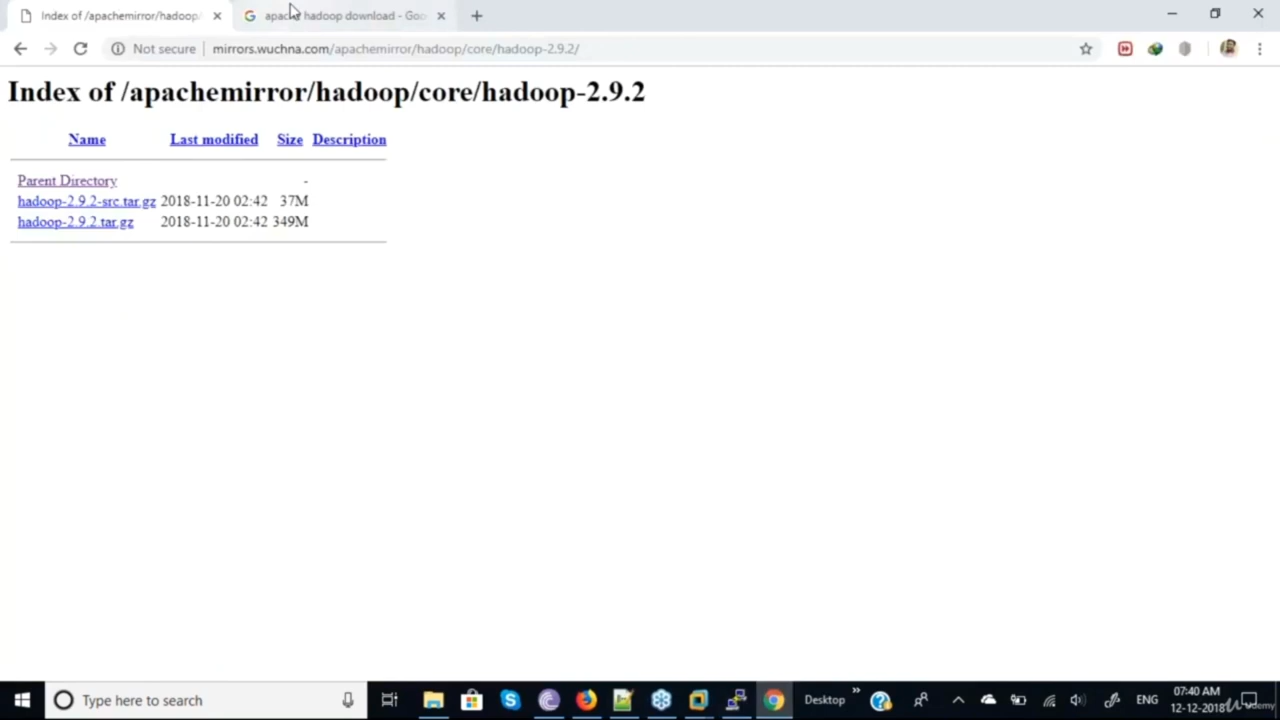 Index of /apachemirror/hadoop/
apache hadoop download - Goo
Not secure | mirrors.wuchna.com/apachemirror/hadoop/core/hadoop-2.9.2/
Index of /apachemirror/hadoop/core/hadoop-2.9.2
Name Last modified Size Description
Parent Directory -
hadoop-2.9.2-src.tar.gz 2018-11-20 02:42 37M
hadoop-2.9.2.tar.gz 2018-11-20 02:42 349M
Type here to search
Desktop
ENG
07:40 AM
12-12-2018
Udemy